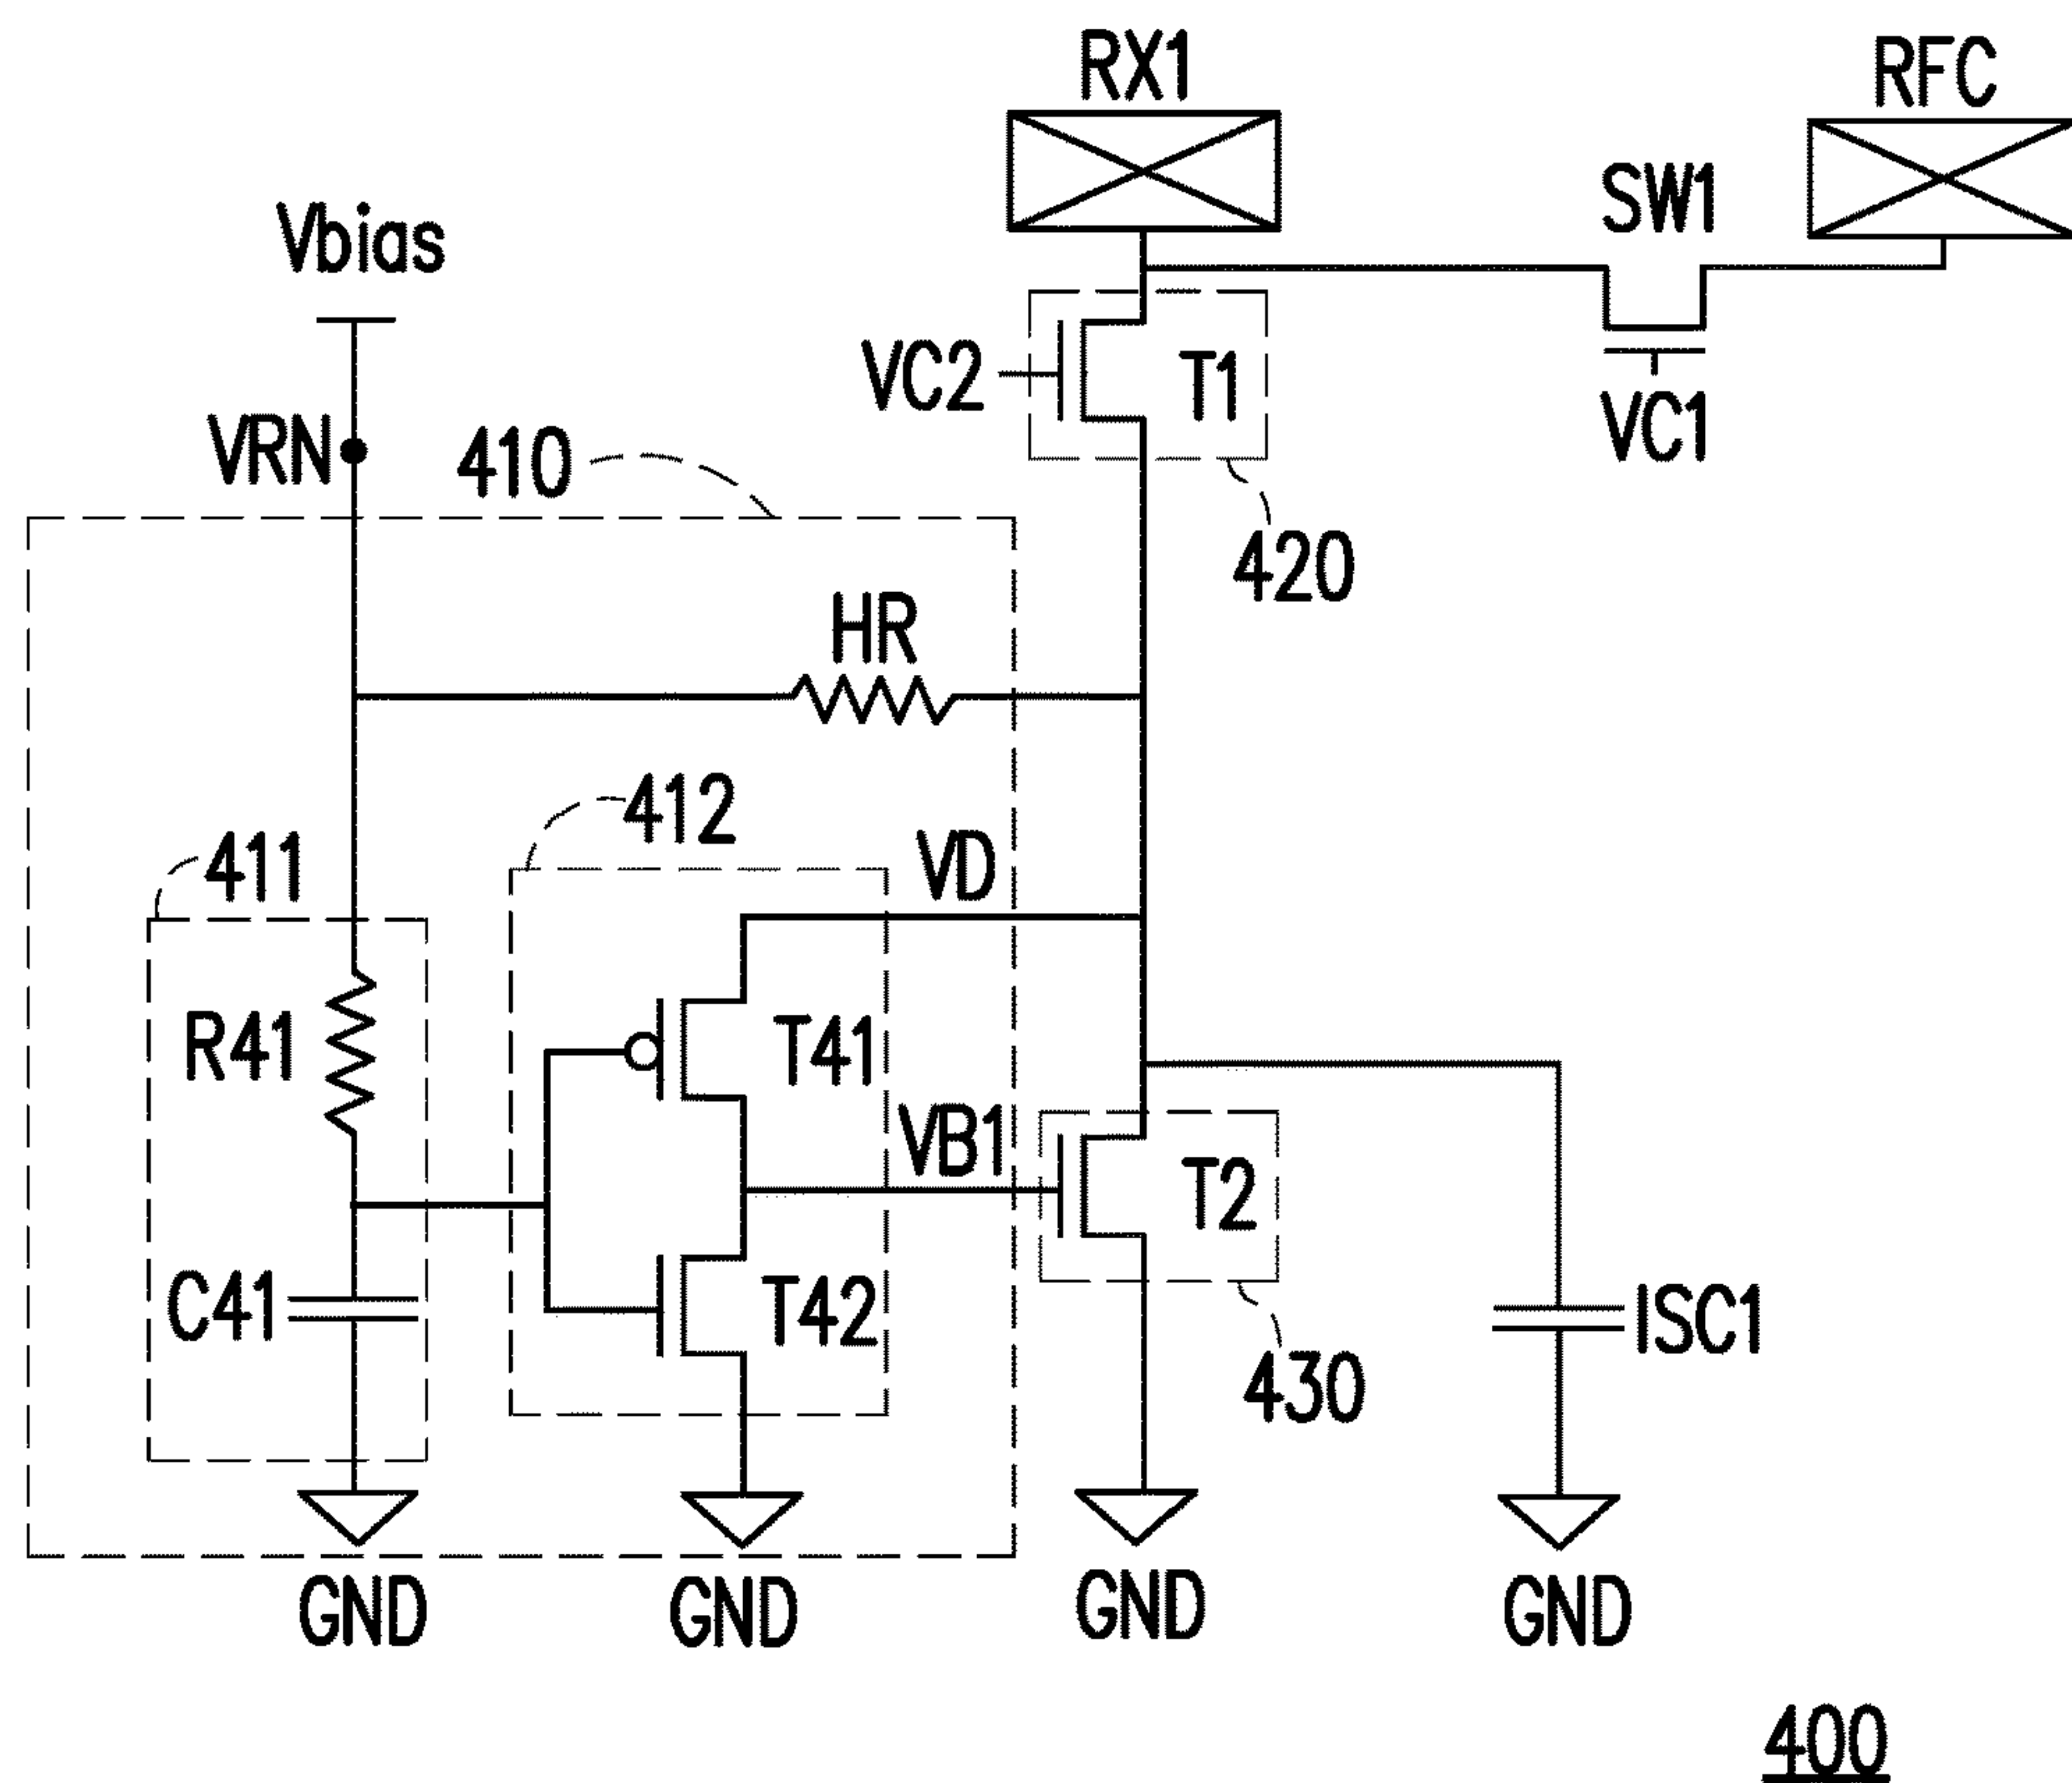 RX1
RFC
SW1
Vbias
VC2
T1
VC1
VRN
410
420
HR
412
411
VD
R41
T41
VB1
T2
C41
T42
ISC1
430
GND
GND
GND
GND
400